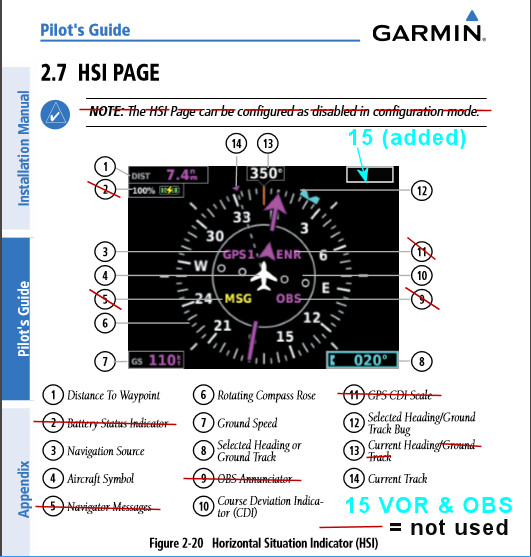 Pilot's Guide
GARMIN.
2.7 HSI PAGE
NOTE: The HSI Page can be configured as disabled in configuration mode.
15 (added)
14
13
1
DIST 7.4 n m
350°
2
100%
12
33
3
30
3
GPS1 ENR
6
11
4
W
10
E
5
24
MSG
OBS
9
12
6
21
15
7
GS 110 k t
020°
8
1 Distance To Waypoint
2 Battery Status Indicator
3 Navigation Source
4 Aircraft Symbol
5 Navigator Messages
6 Rotating Compass Rose
7 Ground Speed
8 Selected Heading or
Ground Track
9 OBS Annunciator
10 Course Deviation Indica-
tor (CDI)
11 GPS CDI Scale
12 Selected Heading/Ground
Track Bug
13 Current Heading/Ground
Track
14 Current Track
15 VOR & OBS
= not used
Figure 2-20 Horizontal Situation Indicator (HSI)
Installation Manual
Pilot's Guide
Appendix